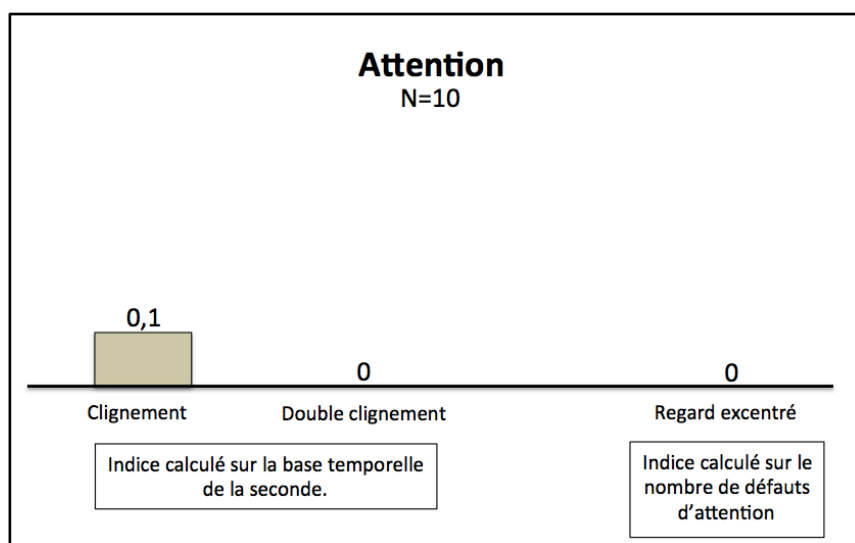 Attention
N=10
0,1
0
0
Clignement
Double clignement
Regard excentré
Indice calculé sur la base temporelle
de la seconde.
Indice calculé sur le
nombre de défauts
d’attention